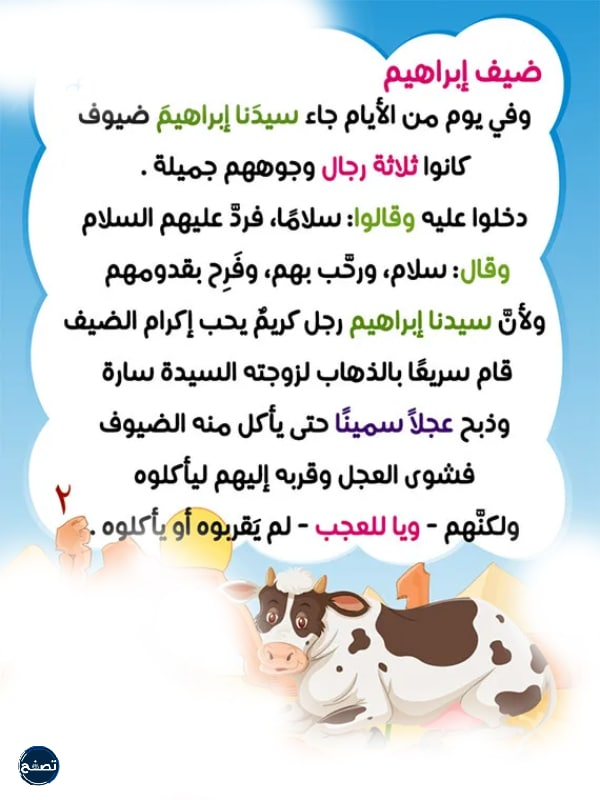 ضيف إبراهيم
وفي يوم من الأيام جاء سيدَنا إبراهيمَ ضيوف
كانوا ثلاثة رجال وجوههم جميلة .
دخلوا عليه وقالوا: سلامًا، فردَّ عليهم السلام
وقال: سلام، ورحَّب بهم، وفَرِح بقدومهم
ولأنَّ سيدنا إبراهيم رجل كريمٌ يحب إكرام الضيف
قام سريعًا بالذهاب لزوجته السيدة سارة
وذبح عجلاً سمينًا حتى يأكل منه الضيوف
فشوى العجل وقربه إليهم ليأكلوه
ولكنَّهم - ويا للعجب - لم يَقربوه أو يأكلوه .
٢
تصفح